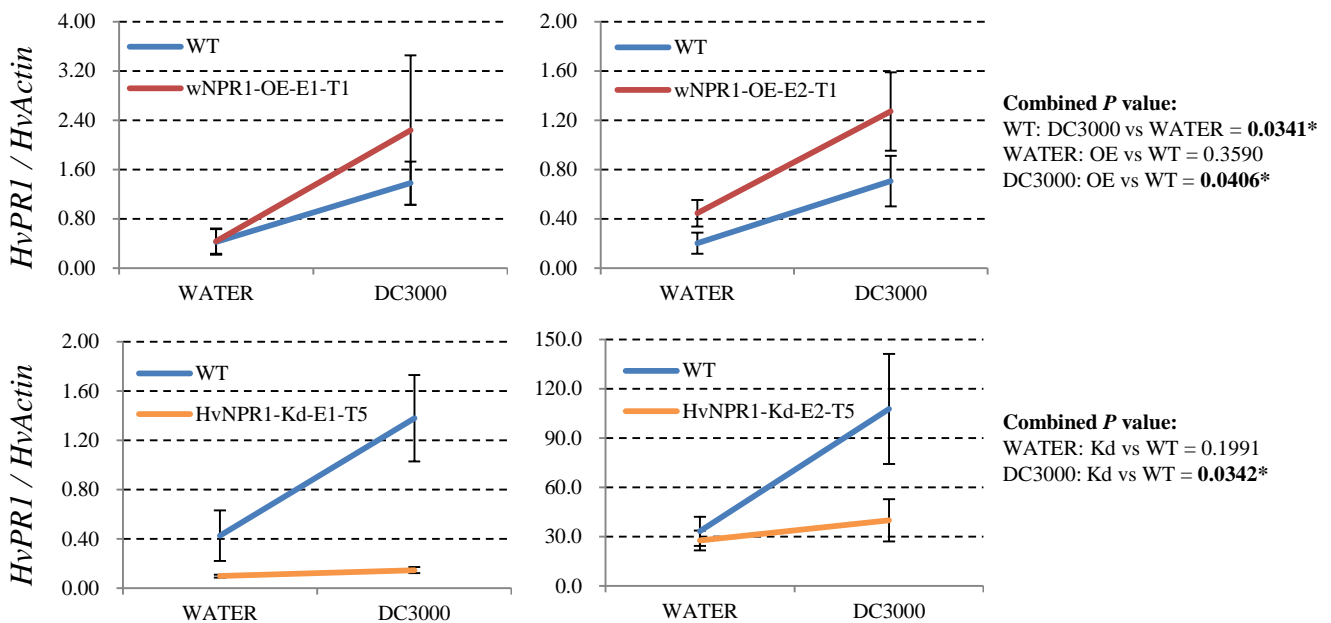 HvPR1 / HvActin
4.00
3.20
2.40
1.60
0.80
0.00
WT
wNPR1-OE-E1-T1
WATER
DC3000
2.00
1.60
1.20
0.80
0.40
0.00
WT
wNPR1-OE-E2-T1
WATER
DC3000
Combined P value:
WT: DC3000 vs WATER = 0.0341*
WATER: OE vs WT = 0.3590
DC3000: OE vs WT = 0.0406*
HvPR1 / HvActin
2.00
1.60
1.20
0.80
0.40
0.00
WT
HvNPR1-Kd-E1-T5
WATER
DC3000
150.0
120.0
90.0
60.0
30.0
0.0
WT
HvNPR1-Kd-E2-T5
WATER
DC3000
Combined P value:
WATER: Kd vs WT = 0.1991
DC3000: Kd vs WT = 0.0342*